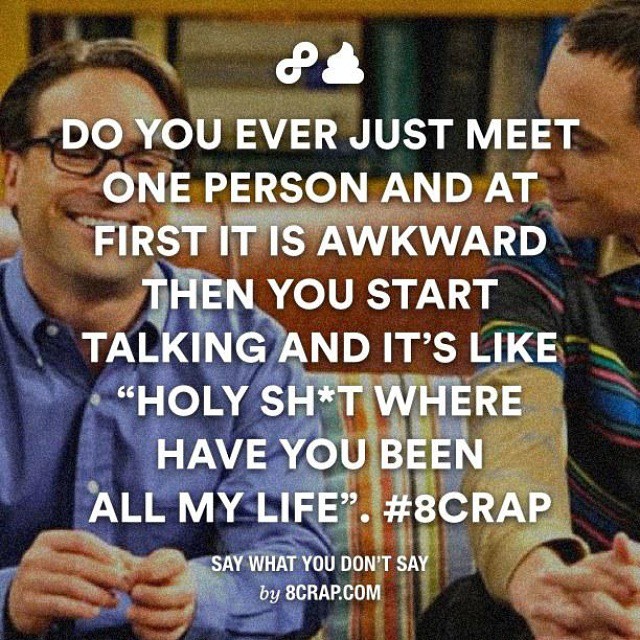 DO YOU EVER JUST MEET
ONE PERSON AND AT
FIRST IT IS AWKWARD
THEN YOU START
TALKING AND IT'S LIKE
“HOLY SH*T WHERE
HAVE YOU BEEN
ALL MY LIFE”. #8CRAP
SAY WHAT YOU DON'T SAY
by 8CRAP.COM